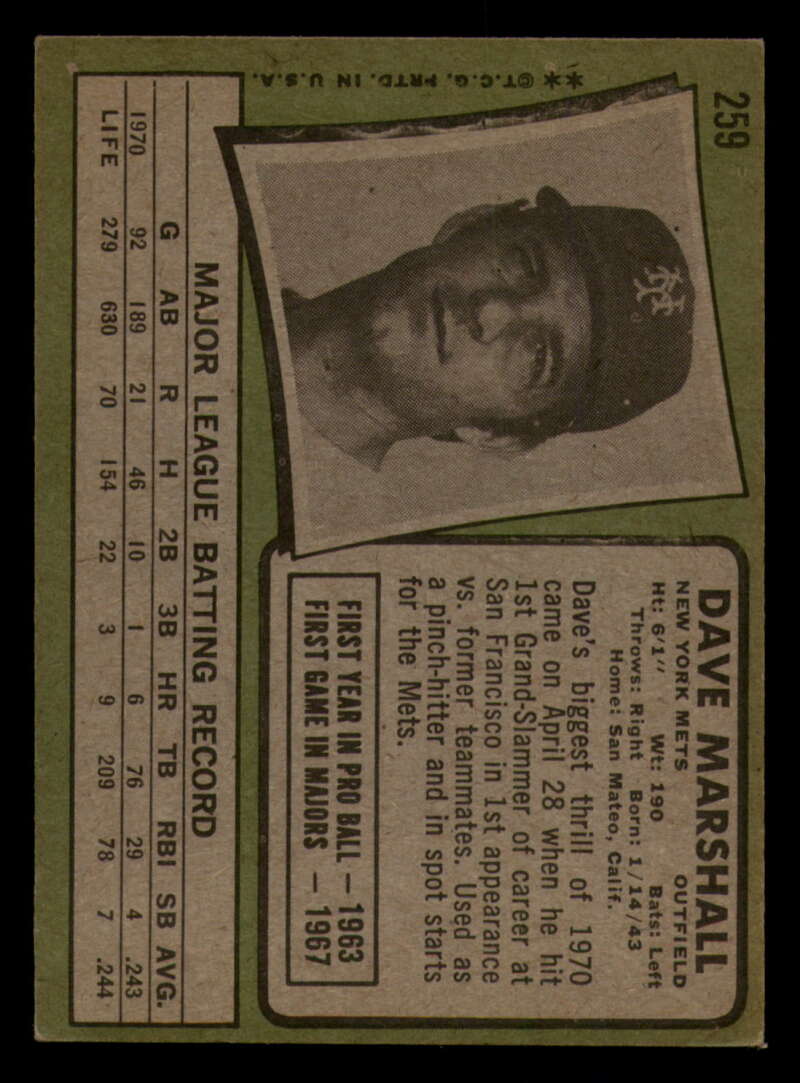 259
DAVE MARSHALL
NEW YORK METS OUTFIELD
Ht: 6'1" Wt: 190 Bats: Left
Throws: Right Born: 1/14/43
Home: San Mateo, Calif.
Dave's biggest thrill of 1970
came on April 28 when he hit
1st Grand-Slammer of career at
San Francisco in 1st appearance
vs. former teammates. Used as
a pinch-hitter and in spot starts
for the Mets.
FIRST YEAR IN PRO BALL — 1963
FIRST GAME IN MAJORS — 1967
NY
MAJOR LEAGUE BATTING RECORD
G AB R H 2B 3B HR TB RBI SB AVG.
1970 92 189 21 46 10 1 6 76 29 4 .243
LIFE 279 630 70 154 22 3 9 209 78 7 .244
**©T.C.G. PRTD. IN U.S.A.